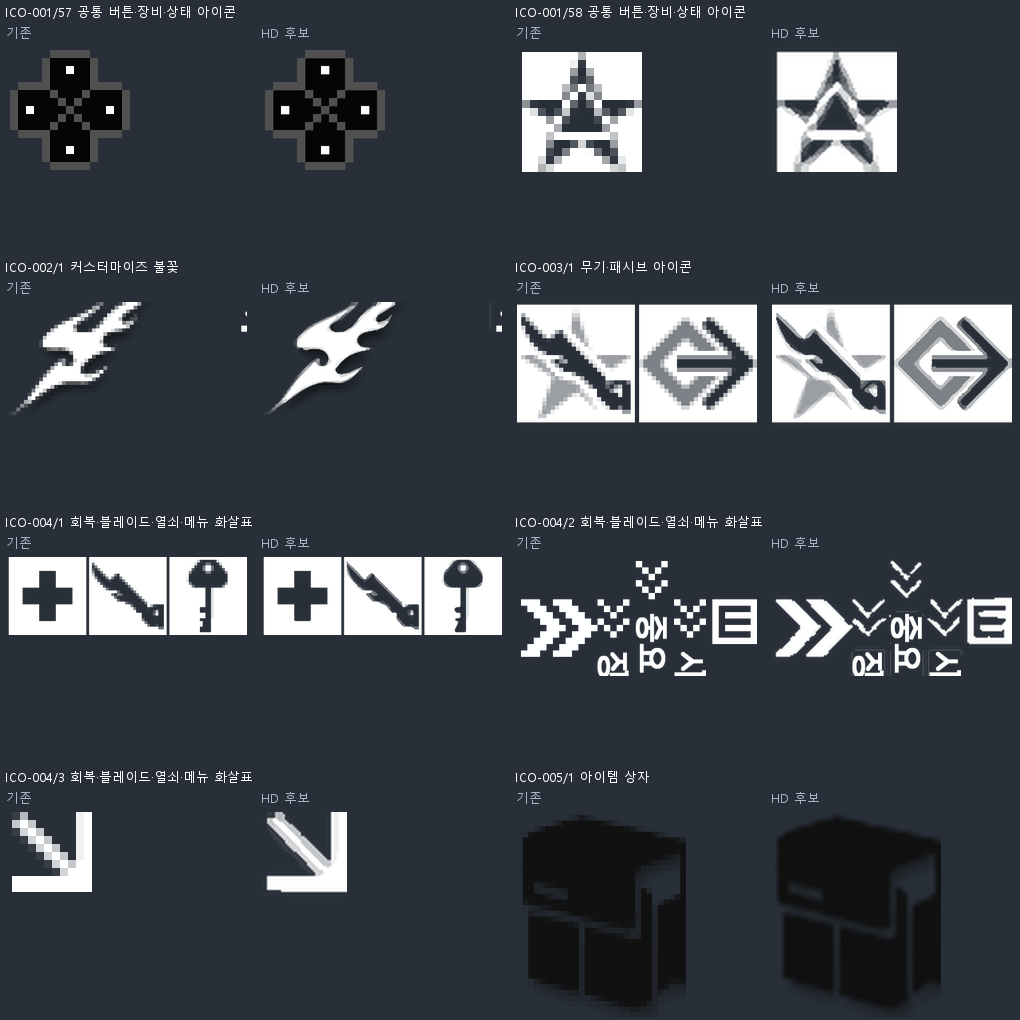 ICO-001/57 공통 버튼·장비·상태 아이콘
기존
HD 후보
ICO-001/58 공통 버튼·장비·상태 아이콘
기존
HD 후보
ICO-002/1 커스터마이즈 불꽃
기존
HD 후보
ICO-003/1 무기·패시브 아이콘
기존
HD 후보
ICO-004/1 회복·블레이드·열쇠·메뉴 화살표
기존
HD 후보
ICO-004/2 회복·블레이드·열쇠·메뉴 화살표
기존
HD 후보
ICO-004/3 회복·블레이드·열쇠·메뉴 화살표
기존
HD 후보
ICO-005/1 아이템 상자
기존
HD 후보